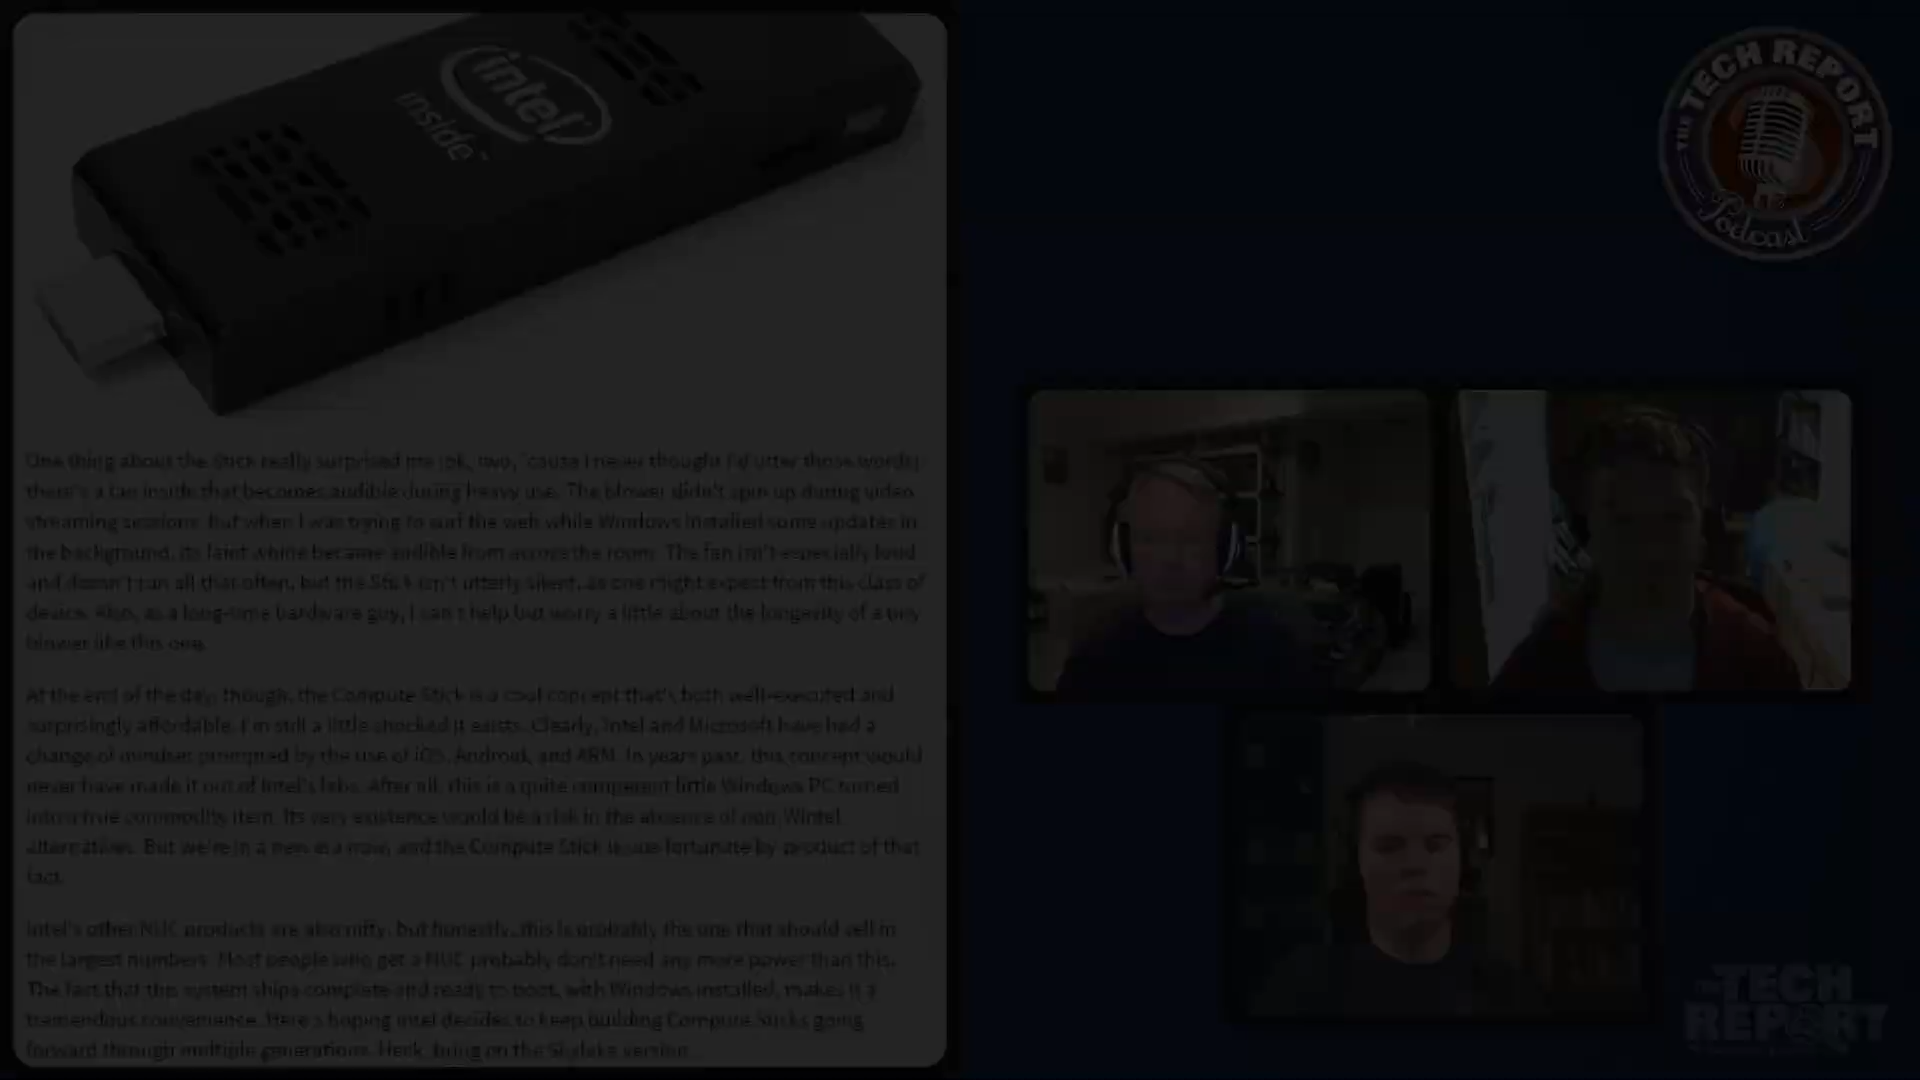 intel
inside™
One thing about the Stick really surprised me (ok, two, 'cause I never thought I'd utter those words):
there's a fan inside that becomes audible during heavy use. The blower didn't spin up during video
streaming sessions, but when I was trying to surf the web while Windows installed some updates in
the background, its faint whine became audible from across the room. The fan isn't especially loud
and doesn't ran all that often, but the Stick isn't utterly silent, as one might expect from this class of
device. Also, as a long-time hardware guy, I can't help but worry a little about the longevity of a tiny
blower like this one.
At the end of the day, though, the Compute Stick is a cool concept that's both well-executed and
surprisingly affordable. I'm still a little shocked it exists. Clearly, Intel and Microsoft have had a
change of mindset prompted by the use of iOS, Android, and ARM. In years past, this concept would
never have made it out of Intel's labs. After all, this is a quite competent little Windows PC turned
into a true commodity item. Its very existence would be a risk in the absence of non-Wintel
alternatives. But we're in a new era now, and the Compute Stick is one fortunate by-product of that
fact.
Intel's other NUC products are also nifty, but honestly, this is probably the one that should sell in
the largest numbers. Most people who get a NUC probably don't need any more power than this.
The fact that this system ships complete and ready to boot, with Windows installed, makes it a
tremendous convenience. Here's hoping Intel decides to keep building Compute Sticks going
forward through multiple generations. Heck, bring on the Skylake version.
THE TECH REPORT
Podcast
TECH
REPORT